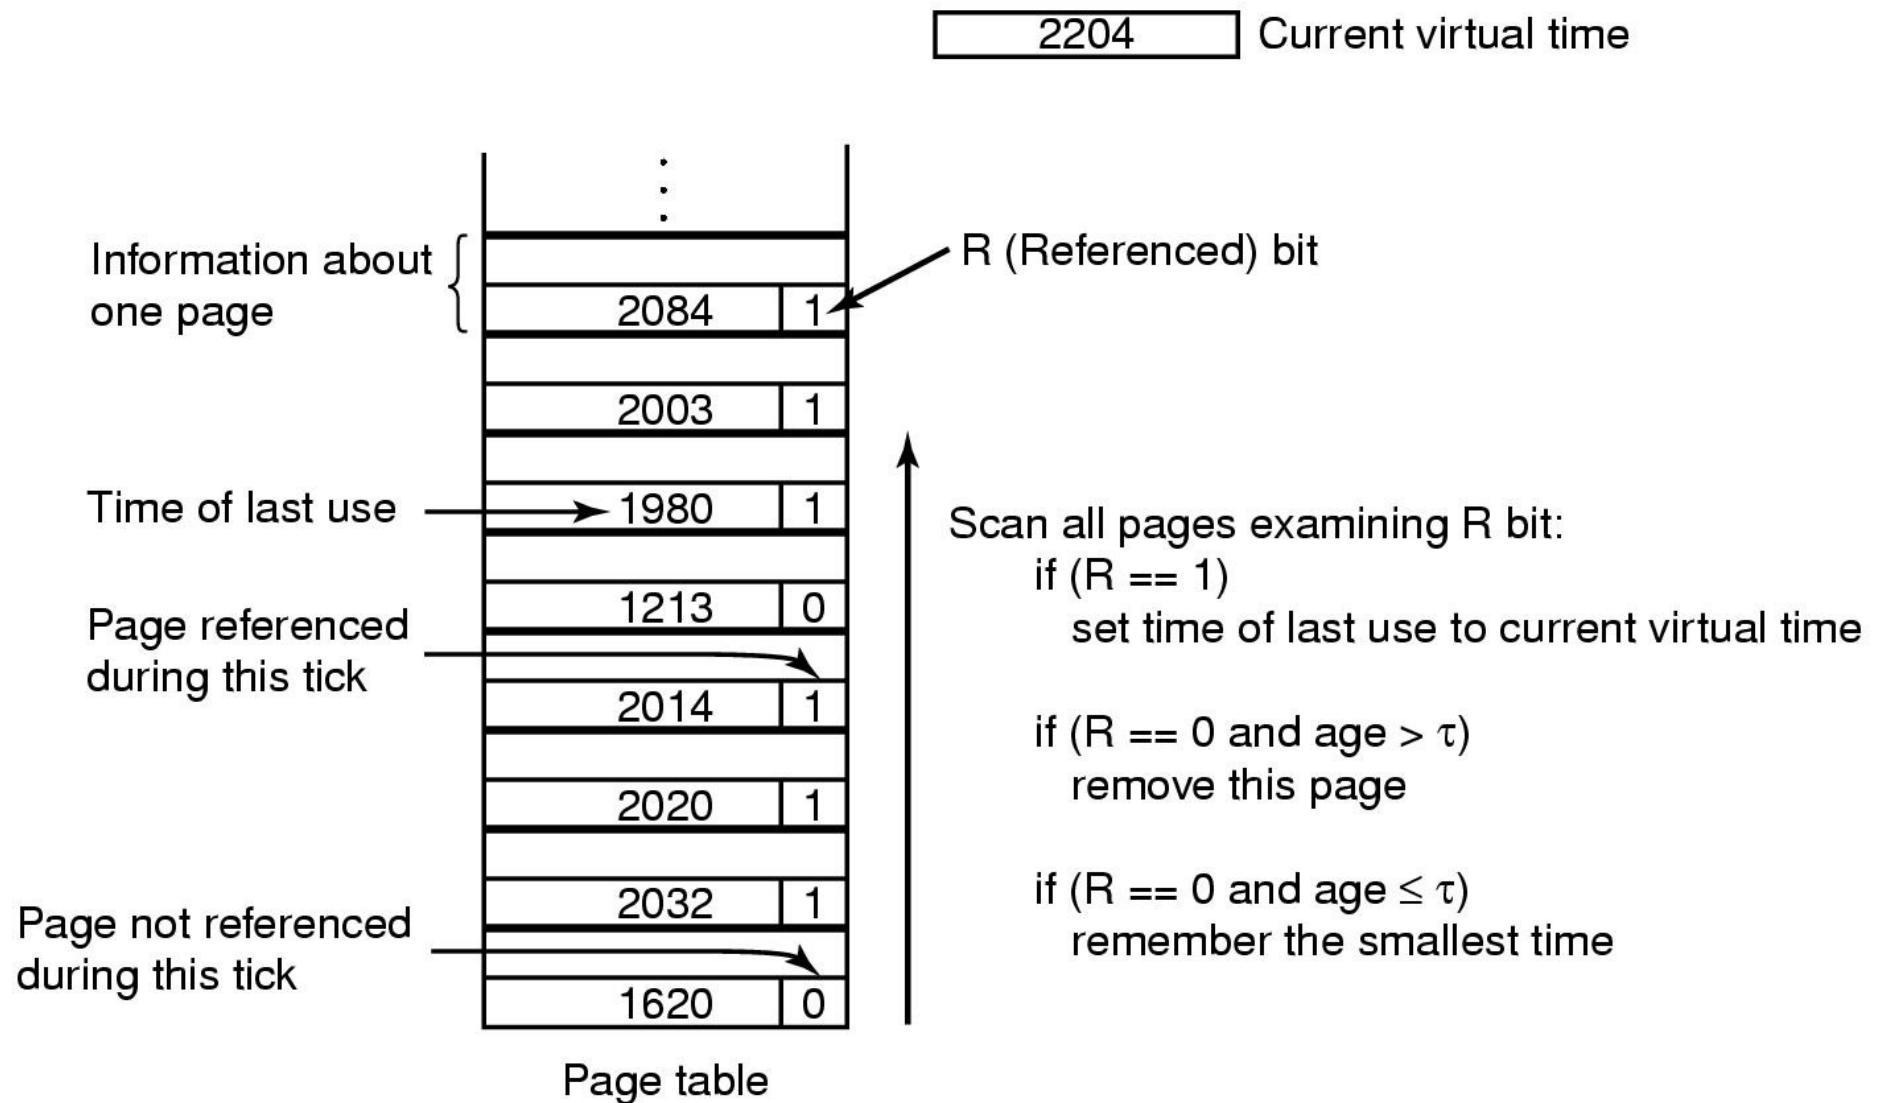 2204 Current virtual time
Information about
one page
R (Referenced) bit
2084 1
2003 1
Time of last use
1980 1
1213 0
Page referenced
during this tick
2014 1
2020 1
2032 1
Page not referenced
during this tick
1620 0
Page table
Scan all pages examining R bit:
if (R == 1)
set time of last use to current virtual time
if (R == 0 and age > τ)
remove this page
if (R == 0 and age ≤ τ)
remember the smallest time